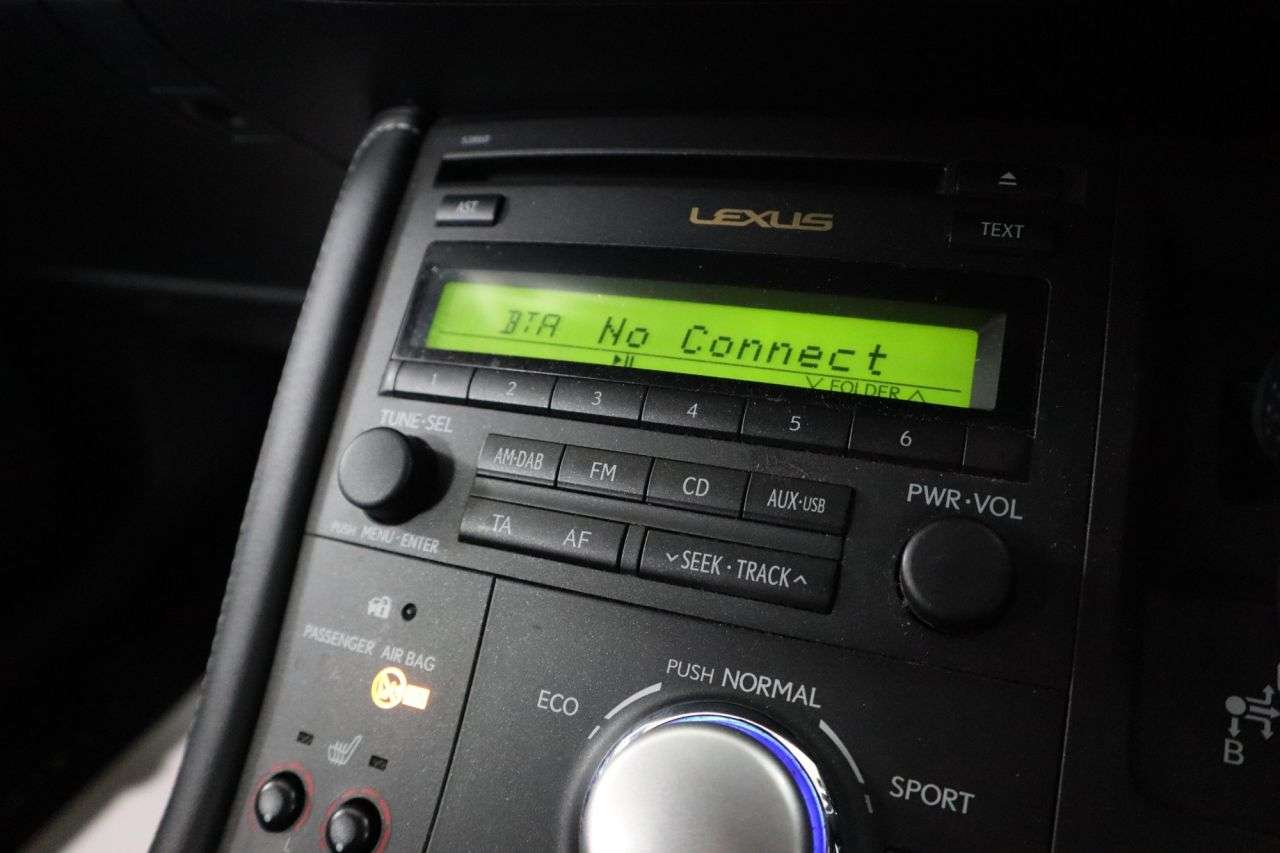 AST
LEXUS
TEXT
BTA No Connect
FOLDER
1 2 3 4 5 6
TUNE·SEL
AM·DAB FM CD AUX·USB
PWR·VOL
TA AF
SEEK·TRACK
PUSH MENU·ENTER
PASSENGER AIR BAG
PUSH NORMAL
ECO
SPORT
B
L